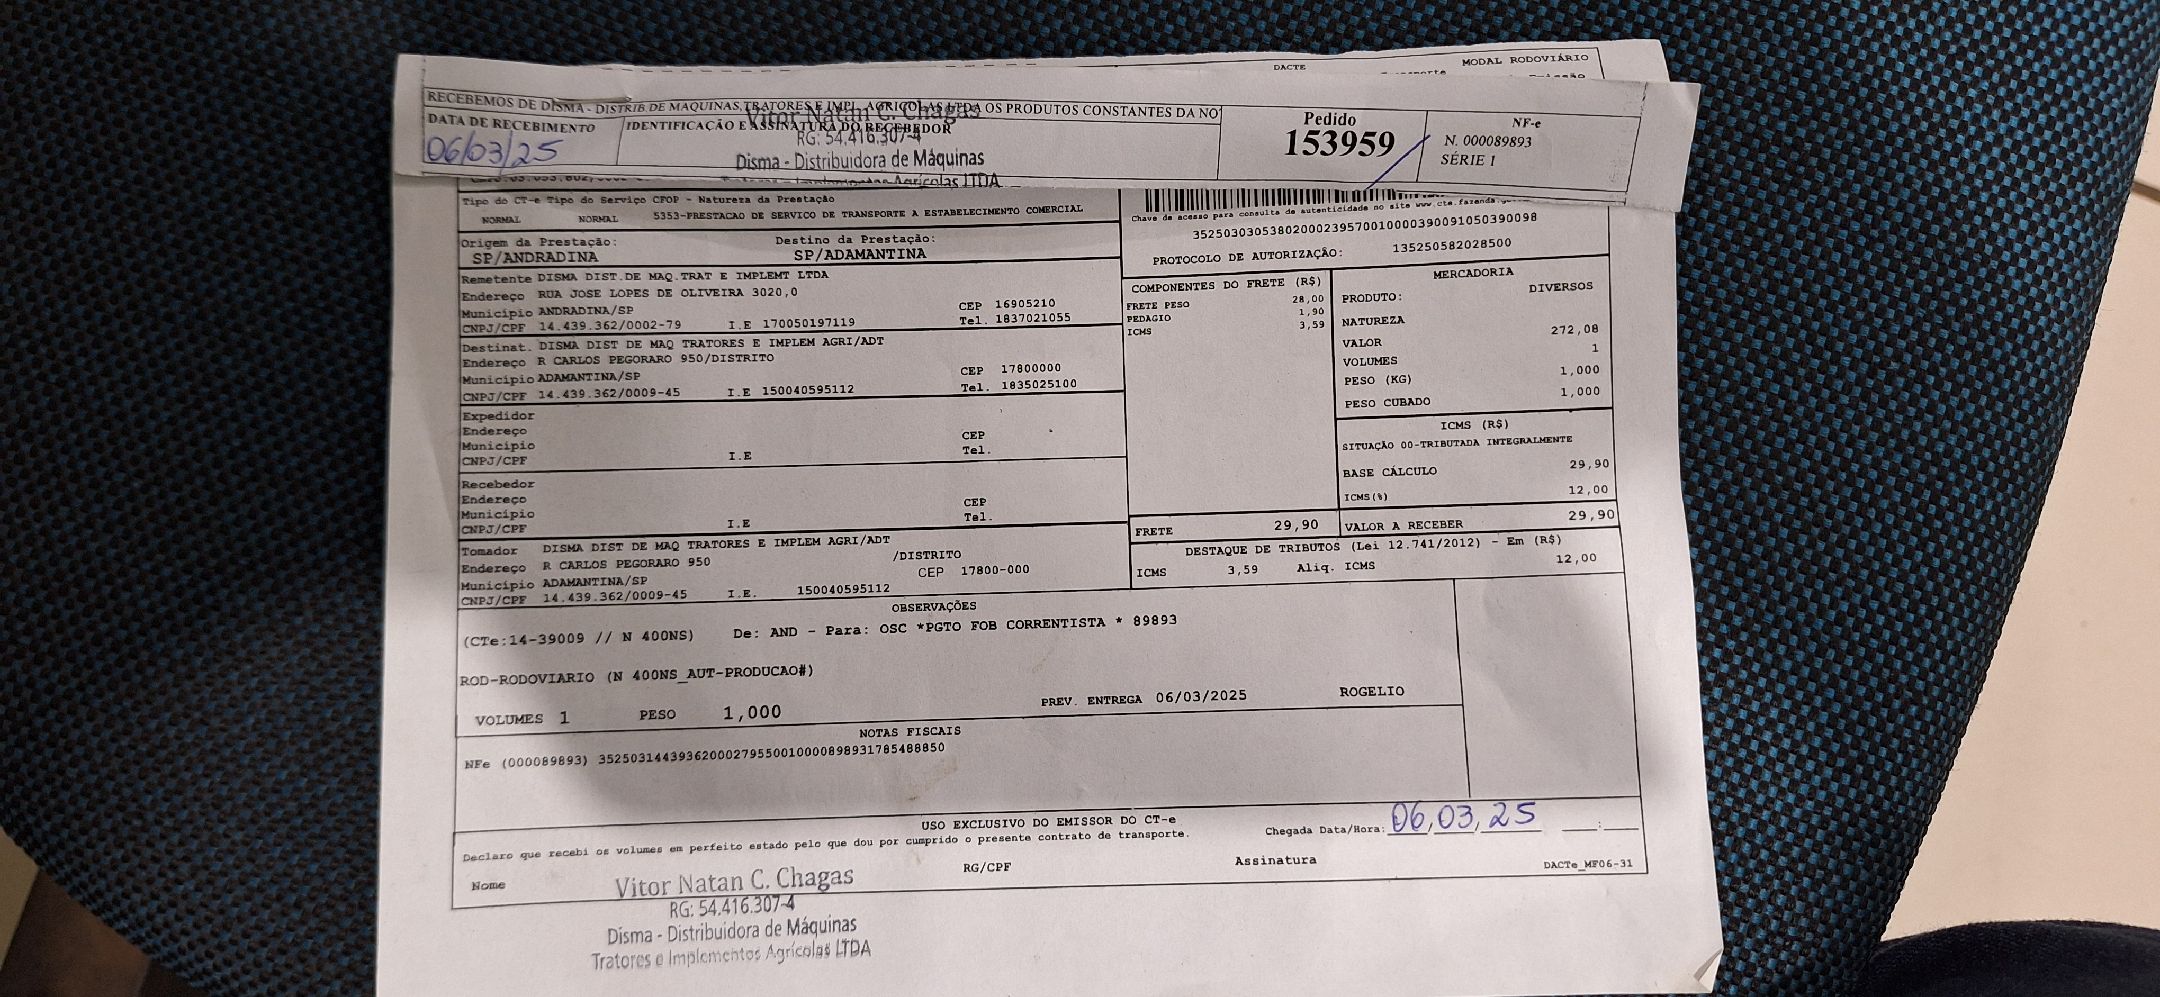 DACTE
MODAL RODOVIÁRIO
RECEBEMOS DE DISMA - DISTRIB DE MAQUINAS,TRATORES E IMPL. AGRICOLAS LTDA OS PRODUTOS CONSTANTES DA NO
DATA DE RECEBIMENTO
IDENTIFICAÇÃO E ASSINATURA DO RECEBEDOR
06/03/25
Vitor Natan C. Chagas
RG: 54.416.307-4
Disma - Distribuidora de Máquinas
Agrícolas LTDA
Pedido
153959
NF-e
N. 000089893
SÉRIE 1
Tipo do CT-e Tipo do Serviço CFOP - Natureza da Prestação
NORMAL NORMAL 5353-PRESTACAO DE SERVICO DE TRANSPORTE A ESTABELECIMENTO COMERCIAL
Chave de acesso para consulta de autenticidade no site www.cte.fazenda.
35250303053802000239570010000390091050390098
PROTOCOLO DE AUTORIZAÇÃO: 135250582028500
Origem da Prestação: Destino da Prestação:
SP/ANDRADINA SP/ADAMANTINA
Remetente DISMA DIST.DE MAQ.TRAT E IMPLEMT LTDA
Endereço RUA JOSE LOPES DE OLIVEIRA 3020,0
Município ANDRADINA/SP CEP 16905210
CNPJ/CPF 14.439.362/0002-79 I.E 170050197119 Tel. 1837021055
Destinat. DISMA DIST DE MAQ TRATORES E IMPLEM AGRI/ADT
Endereço R CARLOS PEGORARO 950/DISTRITO
Município ADAMANTINA/SP CEP 17800000
CNPJ/CPF 14.439.362/0009-45 I.E 150040595112 Tel. 1835025100
Expedidor
Endereço
Município CEP
CNPJ/CPF I.E Tel.
Recebedor
Endereço
Município CEP
CNPJ/CPF I.E Tel.
Tomador DISMA DIST DE MAQ TRATORES E IMPLEM AGRI/ADT
Endereço R CARLOS PEGORARO 950 /DISTRITO
Município ADAMANTINA/SP CEP 17800-000
CNPJ/CPF 14.439.362/0009-45 I.E. 150040595112
COMPONENTES DO FRETE (R$)
FRETE PESO 28,00
PEDAGIO 1,90
ICMS 3,59
FRETE 29,90
MERCADORIA
PRODUTO: DIVERSOS
NATUREZA
VALOR 272,08
VOLUMES 1
PESO (KG) 1,000
PESO CUBADO 1,000
ICMS (R$)
SITUAÇÃO 00-TRIBUTADA INTEGRALMENTE
BASE CÁLCULO 29,90
ICMS(%) 12,00
VALOR A RECEBER 29,90
DESTAQUE DE TRIBUTOS (Lei 12.741/2012) - Em (R$)
ICMS 3,59 Aliq. ICMS 12,00
OBSERVAÇÕES
(CTe:14-39009 // N 400NS) De: AND - Para: OSC *PGTO FOB CORRENTISTA * 89893
ROD-RODOVIARIO (N 400NS_AUT-PRODUCAO#)
VOLUMES 1 PESO 1,000 PREV. ENTREGA 06/03/2025 ROGELIO
NOTAS FISCAIS
NFe (000089893) 35250314439362000279550010000898931785488850
USO EXCLUSIVO DO EMISSOR DO CT-e
Declaro que recebi os volumes em perfeito estado pelo que dou por cumprido o presente contrato de transporte.
Chegada Data/Hora: 06,03,25 :
Nome RG/CPF Assinatura DACTe_MF06-31
Vitor Natan C. Chagas
RG: 54.416.307-4
Disma - Distribuidora de Máquinas
Tratores e Implementos Agrícolas LTDA